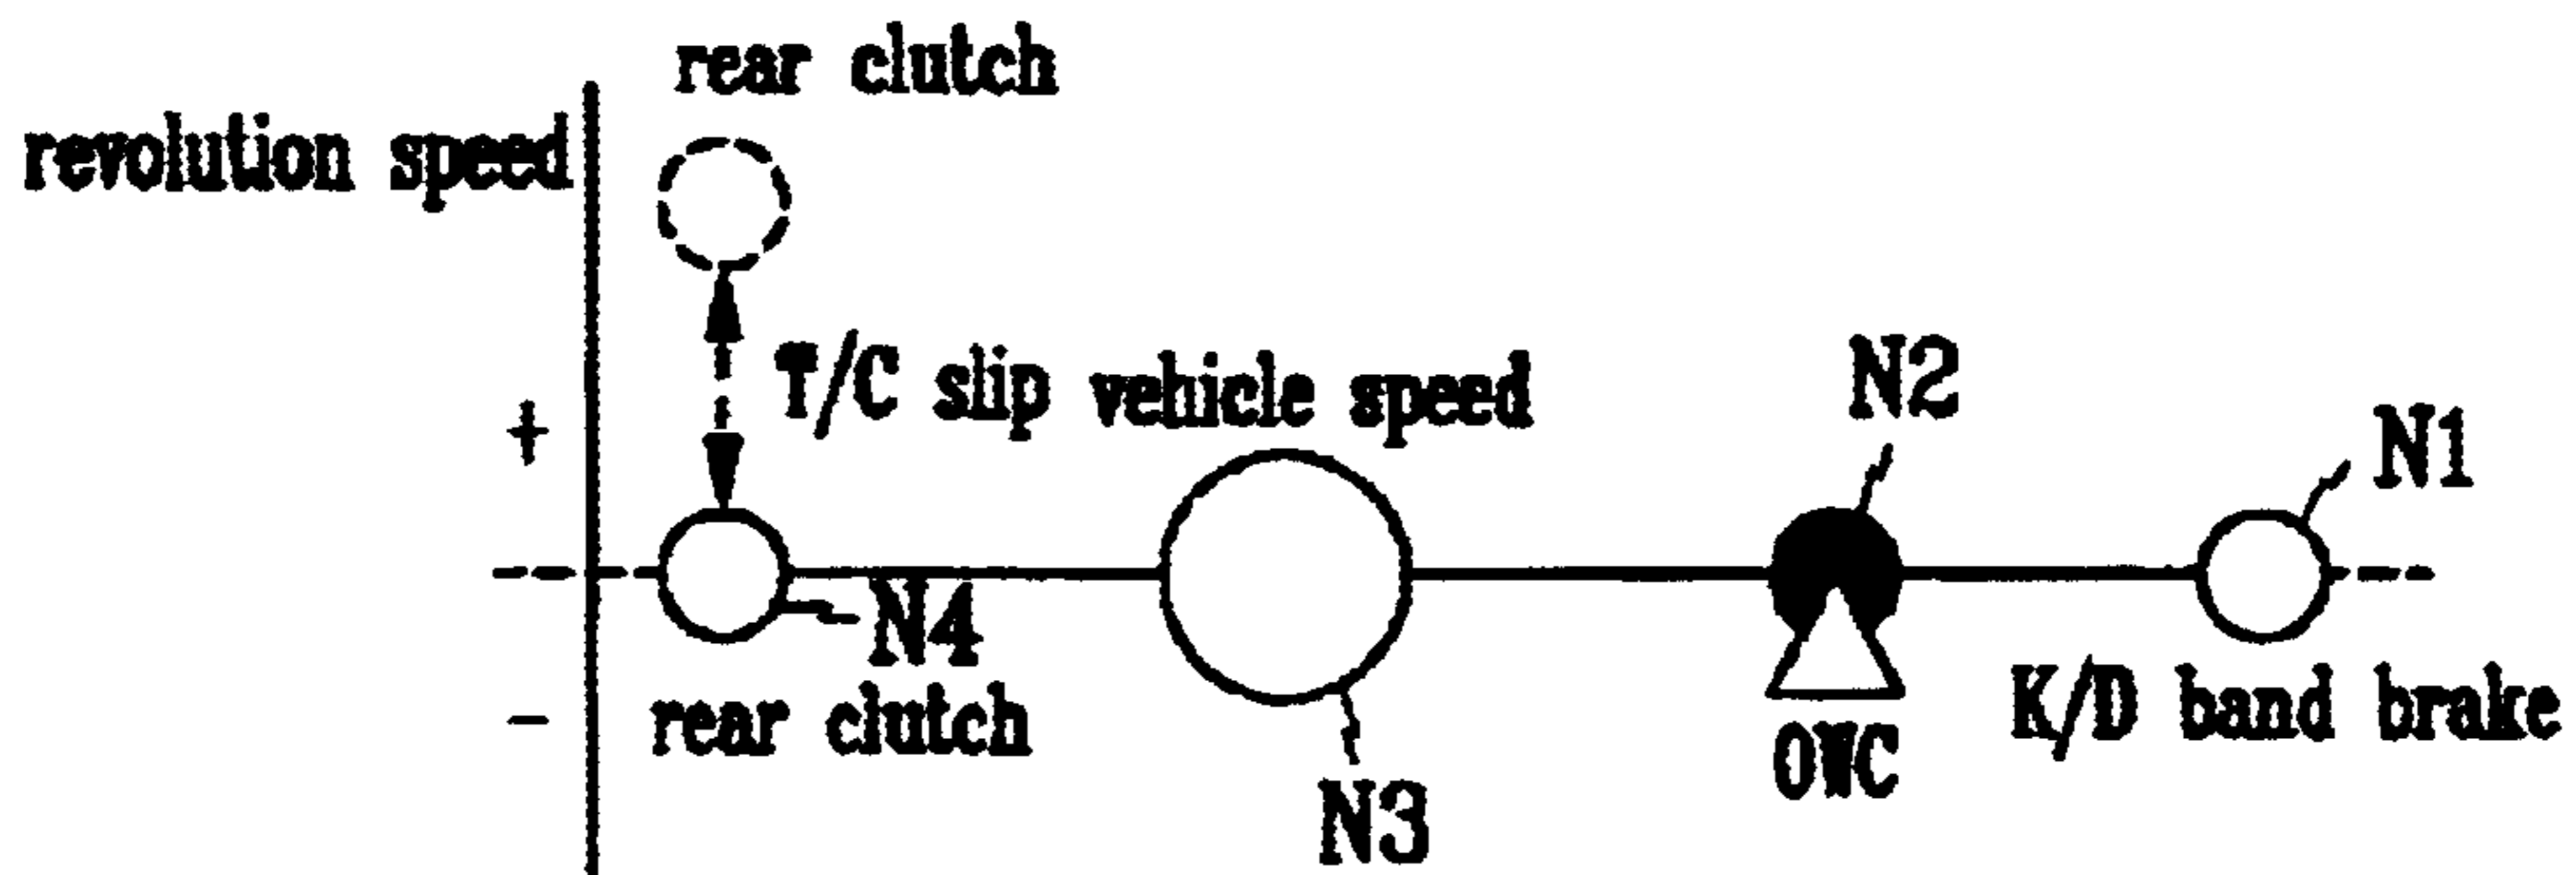 rear clutch
revolution speed
T/C slip vehicle speed
N2
+
N1
N4
K/D band brake
rear clutch
−
OWC
N3